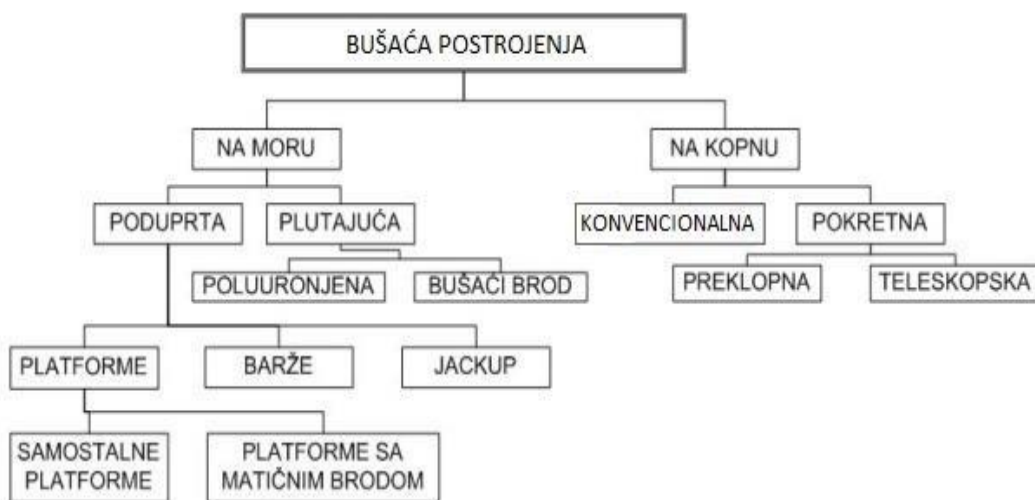 BUŠAĆA POSTROJENJA
NA MORU
NA KOPNU
PODUPRTA
PLUTAJUĆA
KONVENCIONALNA
POKRETNA
POLUURONJENA
BUŠAĆI BROD
PREKLOPNA
TELESKOPSKA
PLATFORME
BARŽE
JACKUP
SAMOSTALNE
PLATFORME
PLATFORME SA
MATIČNIM BRODOM